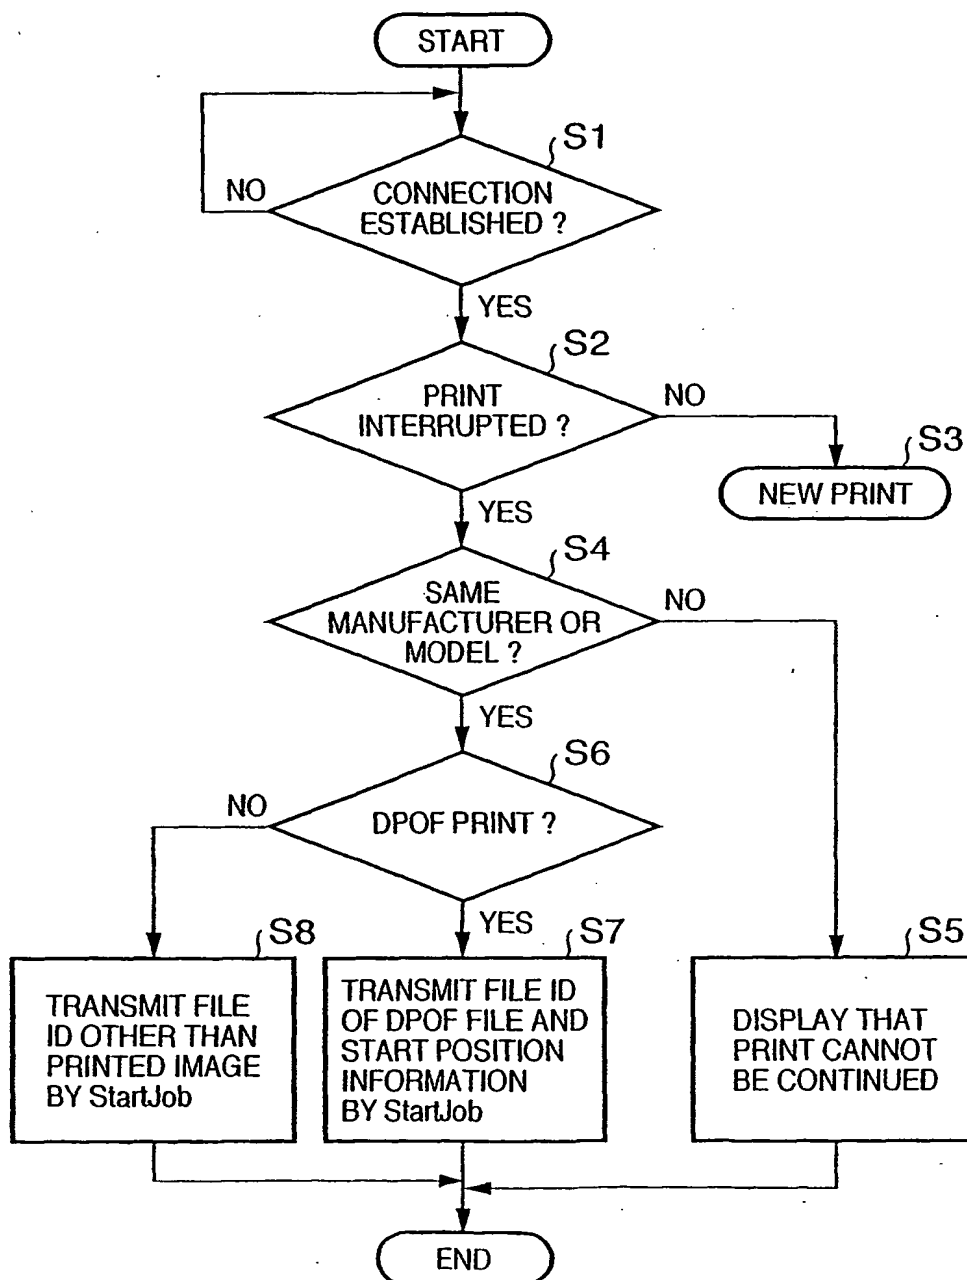 START
S1
NO
CONNECTION
ESTABLISHED ?
YES
S2
PRINT
INTERRUPTED ?
NO
S3
NEW PRINT
YES
S4
SAME
MANUFACTURER OR
MODEL ?
NO
YES
S6
NO
DPOF PRINT ?
YES
S8
TRANSMIT FILE
ID OTHER THAN
PRINTED IMAGE
BY StartJob
S7
TRANSMIT FILE ID
OF DPOF FILE AND
START POSITION
INFORMATION
BY StartJob
S5
DISPLAY THAT
PRINT CANNOT
BE CONTINUED
END